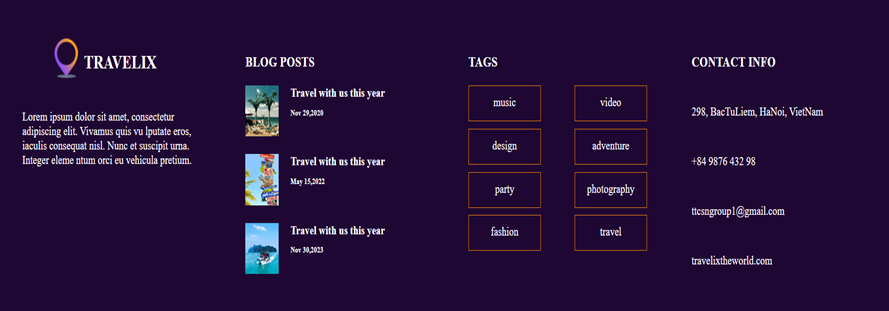 TRAVELIX
Lorem ipsum dolor sit amet, consectetur
adipiscing elit. Vivamus quis vu lputate eros,
iaculis consequat nisl. Nunc et suscipit urna.
Integer eleme ntum orci eu vehicula pretium.
BLOG POSTS
Travel with us this year
Nov 29,2020
Travel with us this year
May 15,2022
Travel with us this year
Nov 30,2023
TAGS
music
video
design
adventure
party
photography
fashion
travel
CONTACT INFO
298, BacTuLiem, HaNoi, VietNam
+84 9876 432 98
ttcsngroup1@gmail.com
travelixtheworld.com